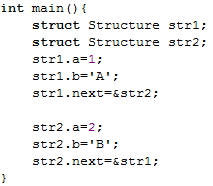 int main(){
    struct Structure str1;
    struct Structure str2;
    str1.a=1;
    str1.b='A';
    str1.next=&str2;

    str2.a=2;
    str2.b='B';
    str2.next=&str1;
}